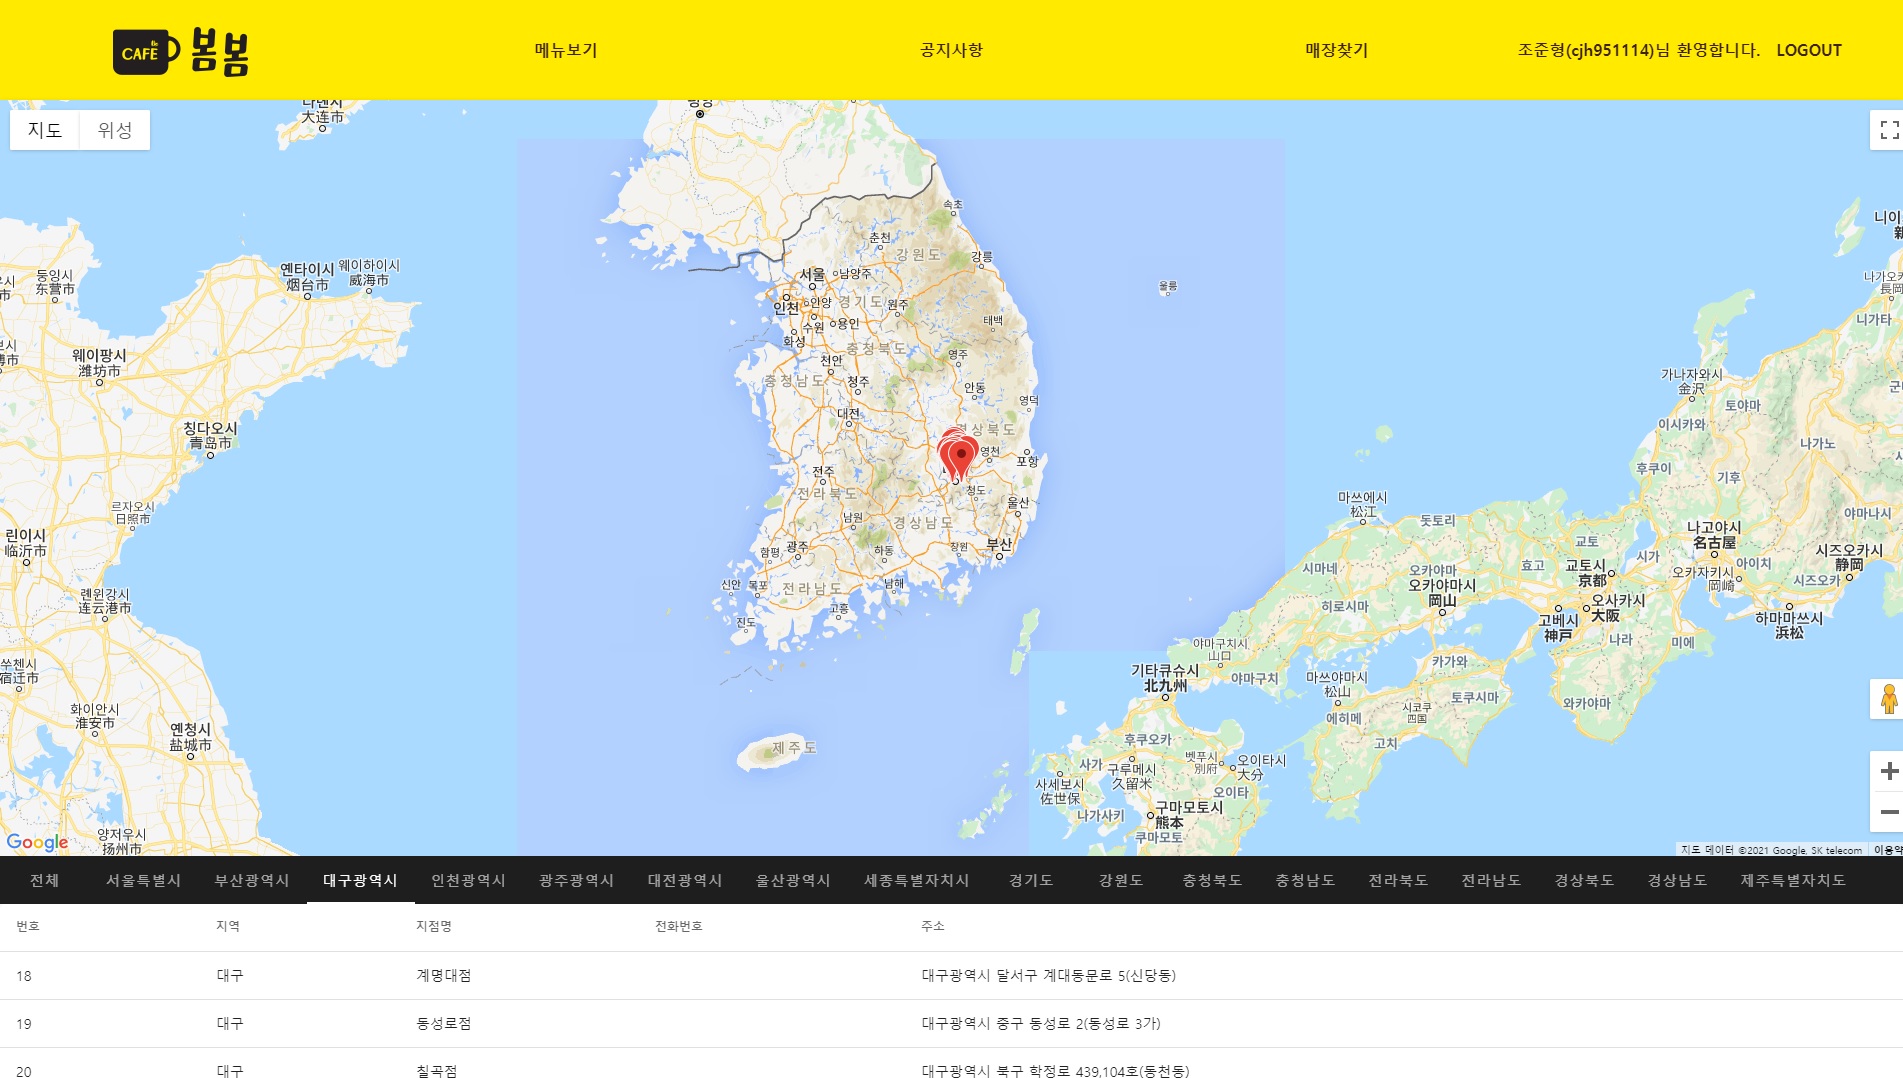 CAFE 봄봄
메뉴보기
공지사항
매장찾기
조준형(cjh951114)님 환영합니다.
LOGOUT
지도
위성
다롄시
大连市
평양
속초
춘천
강원도
강릉
서울
남양주
인천
안양
경기도
원주
수원
용인
화성
태백
울릉
충청북도
천안
영주
충청남도
청주
안동
영덕
대전
경상북도
영천
포항
전주
청도
전라북도
울산
남원
경상남도
함평
광주
하동
창원
부산
신안
목포
전라남도
남해
고흥
진도
제주도
둥잉시
东营市
옌타이시
烟台市
웨이하이시
威海市
웨이팡시
潍坊市
칭다오시
青岛市
르자오시
日照市
린이시
临沂市
롄윈강시
连云港市
쑤첸시
宿迁市
화이안시
淮安市
옌청시
盐城市
양저우시
扬州市
니이
新
나가오
長岡
니가타
가나자와시
金沢
도야마
이시카와
나가노
후쿠이
기후
마쓰에시
松江
돗토리
야마나시
나고야시
名古屋
교토
시가
시즈오카시
静岡
시마네
오카야마
효고
교토시
京都
오카자키시
岡崎
아이치
시즈오카
오카야마시
岡山
히로시마
오사카시
大阪
고베시
神戸
하마마쓰시
浜松
나라
미에
야마구치시
山口
카가와
기타큐슈시
北九州
야마구치
마쓰야마시
松山
토쿠시마
와카야마
에히메
시코쿠
四国
고치
후쿠오카
사가
구루메시
久留米
벳푸시
別府
오이타시
大分
사세보시
佐世保
오이타
나가사키
구마모토시
熊本
쿠마모토
Google
지도 데이터 ©2021 Google, SK telecom
이용약
전체 서울특별시 부산광역시 대구광역시 인천광역시 광주광역시 대전광역시 울산광역시 세종특별자치시 경기도 강원도 충청북도 충청남도 전라북도 전라남도 경상북도 경상남도 제주특별자치도
번호 지역 지점명 전화번호 주소
18 대구 계명대점 대구광역시 달서구 계대동문로 5(신당동)
19 대구 동성로점 대구광역시 중구 동성로 2(동성로 3가)
20 대구 칠곡점 대구광역시 북구 학정로 439,104호(동천동)